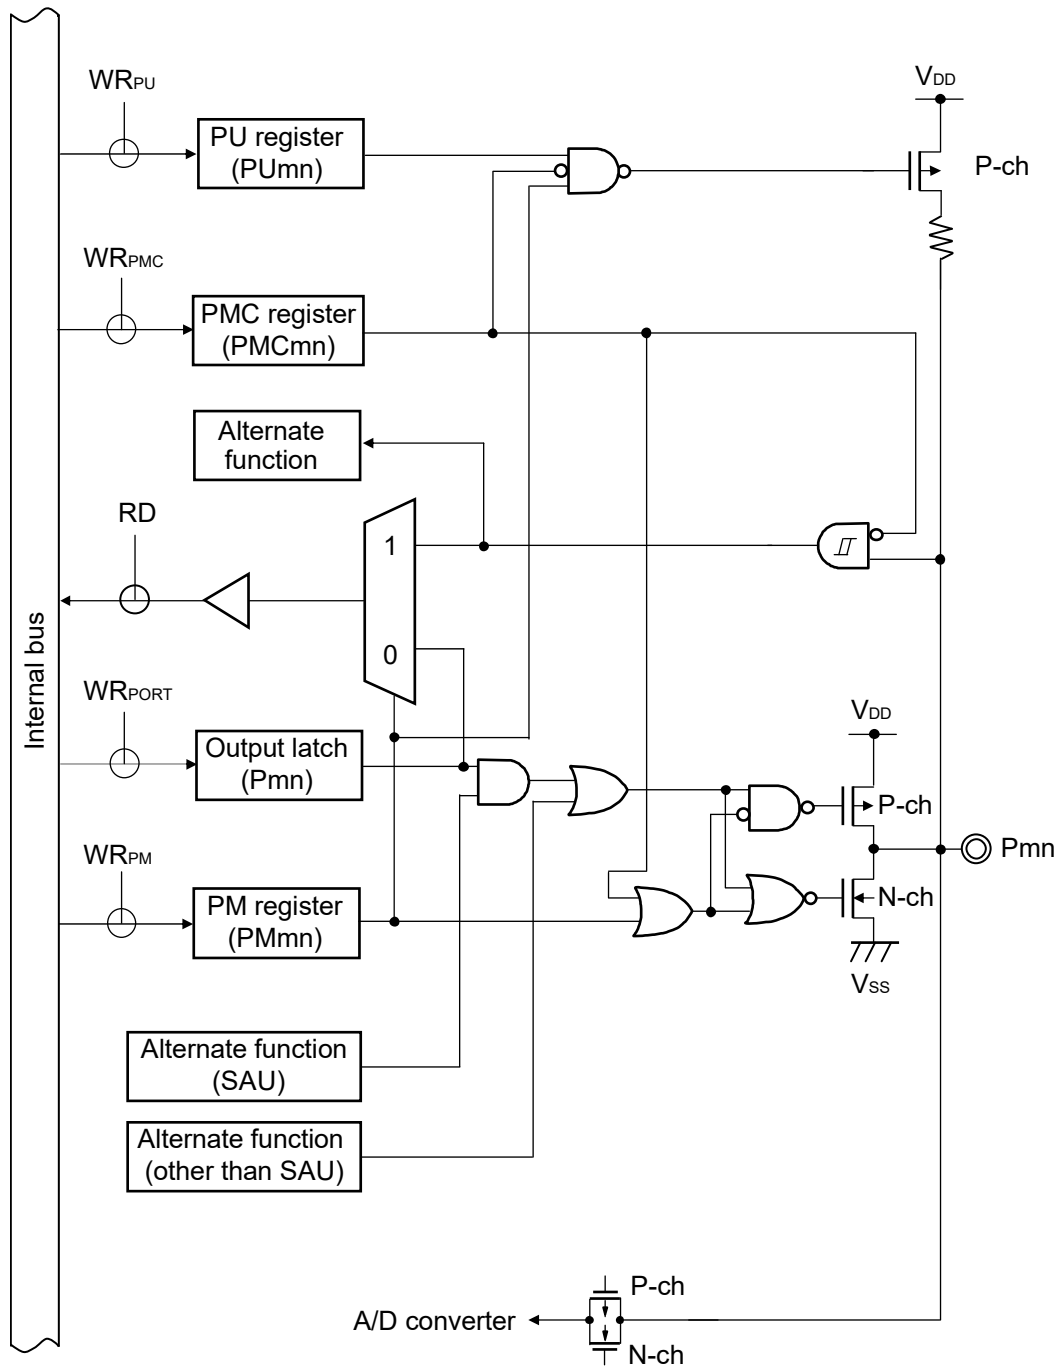 WRPU
VDD
PU register
(PUmn)
P-ch
WRPMC
PMC register
(PMCmn)
Alternate
function
RD
1
0
Internal bus
WRPORT
VDD
Output latch
(Pmn)
P-ch
Pmn
WRPM
PM register
(PMmn)
N-ch
VSS
Alternate function
(SAU)
Alternate function
(other than SAU)
P-ch
A/D converter
N-ch